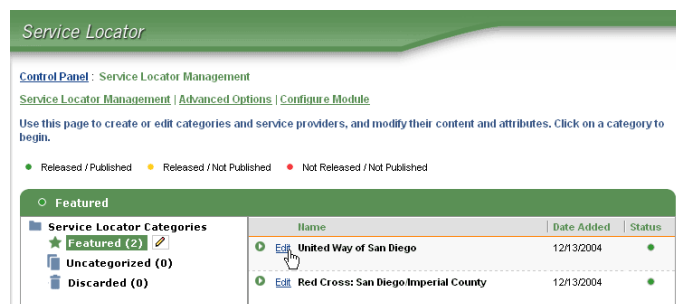 Service Locator
Control Panel : Service Locator Management
Service Locator Management | Advanced Options | Configure Module
Use this page to create or edit categories and service providers, and modify their content and attributes. Click on a category to
begin.
Released / Published Released / Not Published Not Released / Not Published
Featured
Service Locator Categories
Name Date Added Status
Featured (2)
Edit United Way of San Diego 12/13/2004
Uncategorized (0)
Discarded (0)
Edit Red Cross: San Diego/Imperial County 12/13/2004